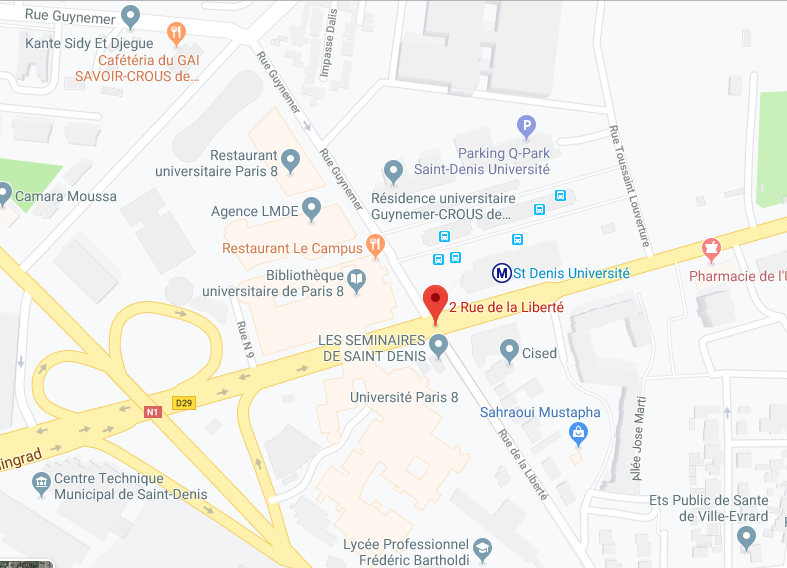 Rue Guynemer
Kante Sidy Et Djegue
Cafétéria du GAI
SAVOIR-CROUS de...
Impasse Dalis
Rue Guynemer
P
Parking Q-Park
Saint-Denis Université
Rue Toussaint Louverture
Restaurant
universitaire Paris 8
Rue Guynemer
Résidence universitaire
Guynemer-CROUS de...
Camara Moussa
Agence LMDE
Restaurant Le Campus
Bibliothèque
universitaire de Paris 8
M
St Denis Université
Pharmacie de l'U
2 Rue de la Liberté
Rue N 9
LES SEMINAIRES
DE SAINT DENIS
Cised
Université Paris 8
D29
N1
Sahraoui Mustapha
Allée Jose Marti
Rue de la Liberté
ingrad
Centre Technique
Municipal de Saint-Denis
Ets Public de Sante
de Ville-Evrard
Lycée Professionnel
Frédéric Bartholdi